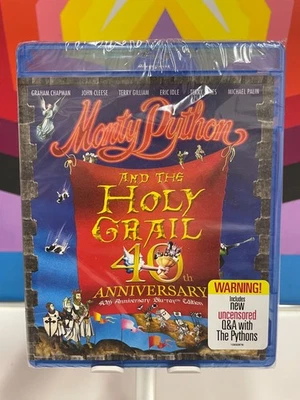 GRAHAM CHAPMAN JOHN CLEESE TERRY GILLIAM ERIC IDLE MICHAEL PALIN
Monty Python
AND THE
HOLY
GRAIL
40th
ANNIVERSARY
40th Anniversary Blu-ray™ Edition
WARNING!
Includes
new
uncensored
Q&A with
The Pythons